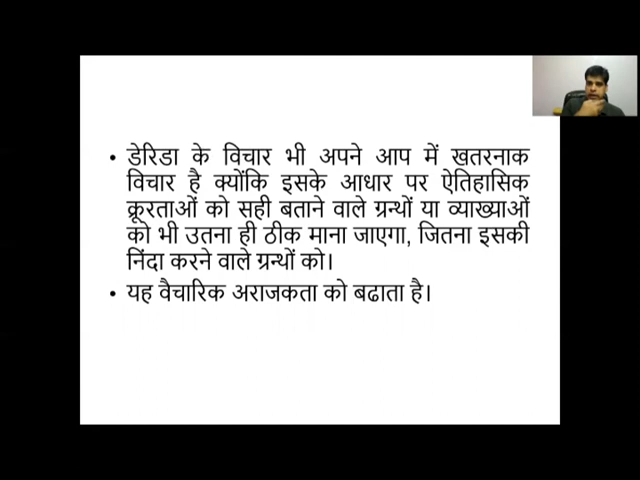 • डेरिडा के विचार भी अपने आप में खतरनाक
विचार है क्योंकि इसके आधार पर ऐतिहासिक
क्रूरताओं को सही बताने वाले ग्रन्थों या व्याख्याओं
को भी उतना ही ठीक माना जाएगा, जितना इसकी
निंदा करने वाले ग्रन्थों को।
• यह वैचारिक अराजकता को बढाता है।